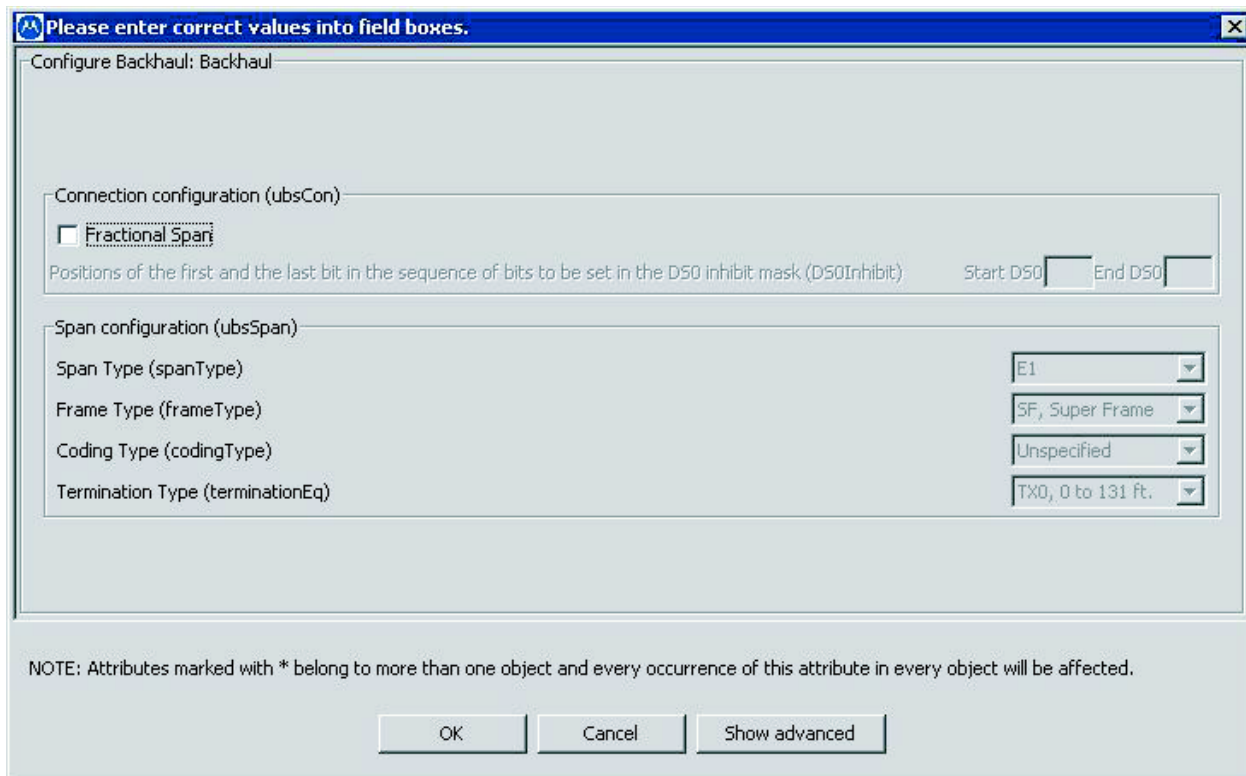 Please enter correct values into field boxes.
Configure Backhaul: Backhaul
Connection configuration (ubsCon)
Fractional Span
Positions of the first and the last bit in the sequence of bits to be set in the DS0 inhibit mask (DS0Inhibit) Start DS0 End DS0
Span configuration (ubsSpan)
Span Type (spanType) E1
Frame Type (frameType) SF, Super Frame
Coding Type (codingType) Unspecified
Termination Type (terminationEq) TX0, 0 to 131 ft.
NOTE: Attributes marked with * belong to more than one object and every occurrence of this attribute in every object will be affected.
OK Cancel Show advanced